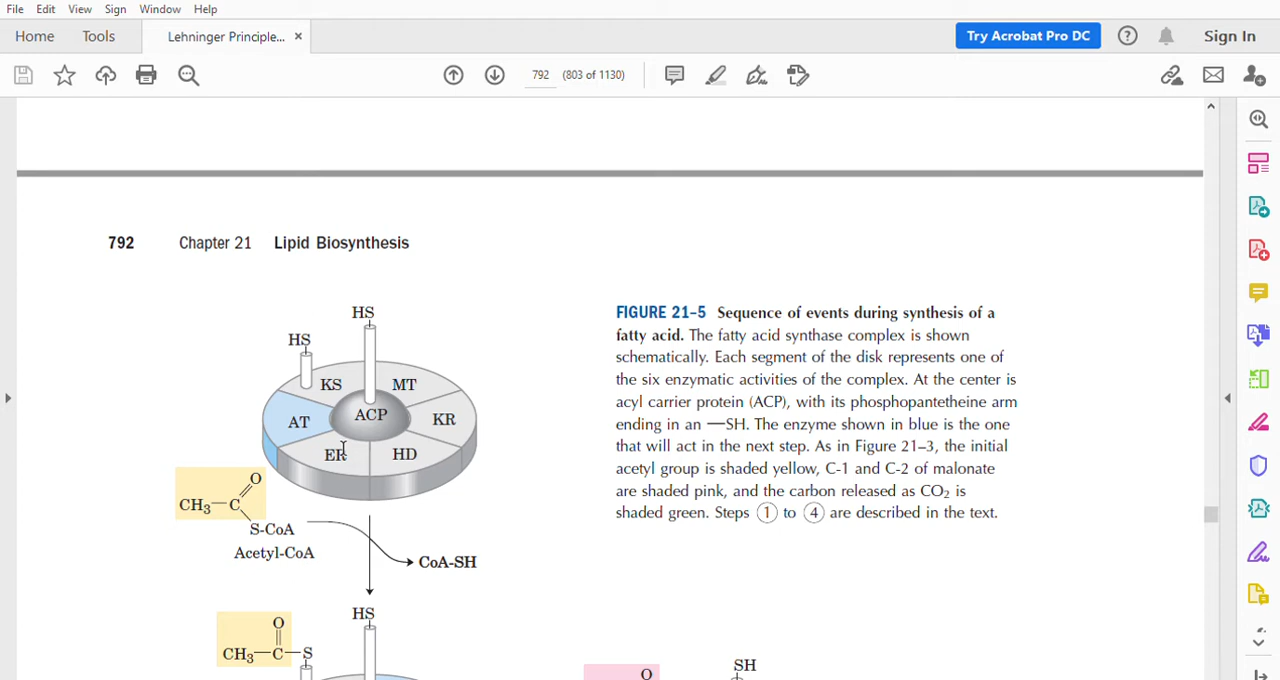 File Edit View Sign Window Help
Home Tools Lehninger Principle... × Try Acrobat Pro DC ? Sign In
792 (803 of 1130)
792 Chapter 21 Lipid Biosynthesis
HS
HS
KS MT
AT ACP KR
ER HD
O
CH3—C
S-CoA
Acetyl-CoA
CoA-SH
HS
O
CH3—C—S
FIGURE 21–5 Sequence of events during synthesis of a
fatty acid. The fatty acid synthase complex is shown
schematically. Each segment of the disk represents one of
the six enzymatic activities of the complex. At the center is
acyl carrier protein (ACP), with its phosphopantetheine arm
ending in an —SH. The enzyme shown in blue is the one
that will act in the next step. As in Figure 21–3, the initial
acetyl group is shaded yellow, C-1 and C-2 of malonate
are shaded pink, and the carbon released as CO2 is
shaded green. Steps 1 to 4 are described in the text.
SH
O